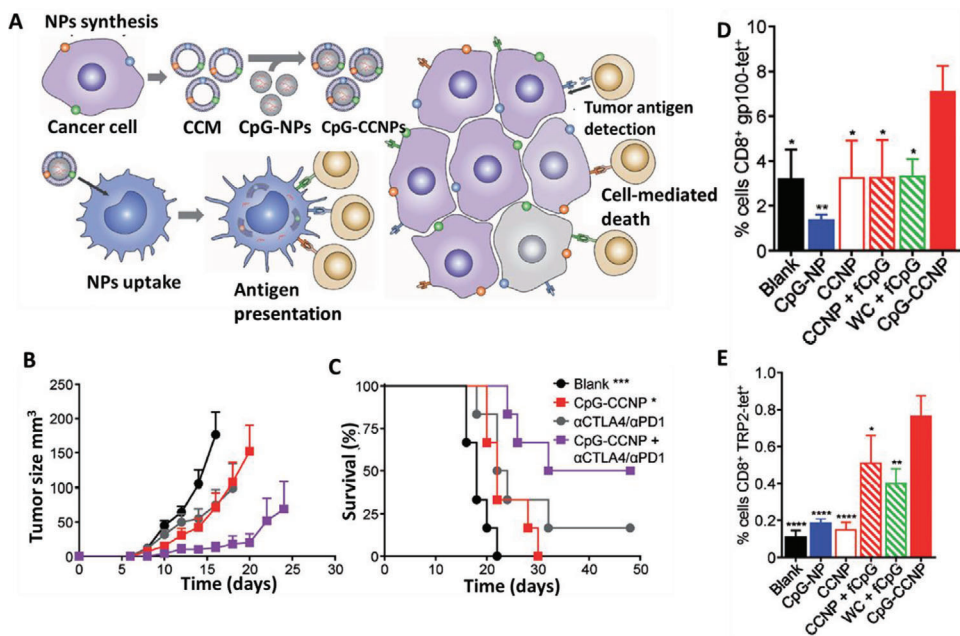 A
NPs synthesis
Cancer cell
CCM
CpG-NPs
CpG-CCNPs
Tumor antigen
detection
Cell-mediated
death
NPs uptake
Antigen
presentation
B
Tumor size mm³
250
200
150
100
50
0
0
5
10
15
20
25
30
Time (days)
C
Survival (%)
100
50
0
0
10
20
30
40
50
Time (days)
Blank ***
CpG-CCNP *
αCTLA4/αPD1
CpG-CCNP +
αCTLA4/αPD1
D
% cells CD8⁺ gp100-tet⁺
10
8
6
4
2
0
*
**
*
*
*
Blank
CpG-NP
CCNP
CCNP + fCpG
WC + fCpG
CpG-CCNP
E
% cells CD8⁺ TRP2-tet⁺
1.0
0.8
0.6
0.4
0.2
0.0
****
****
****
*
**
Blank
CpG-NP
CCNP
CCNP + fCpG
WC + fCpG
CpG-CCNP